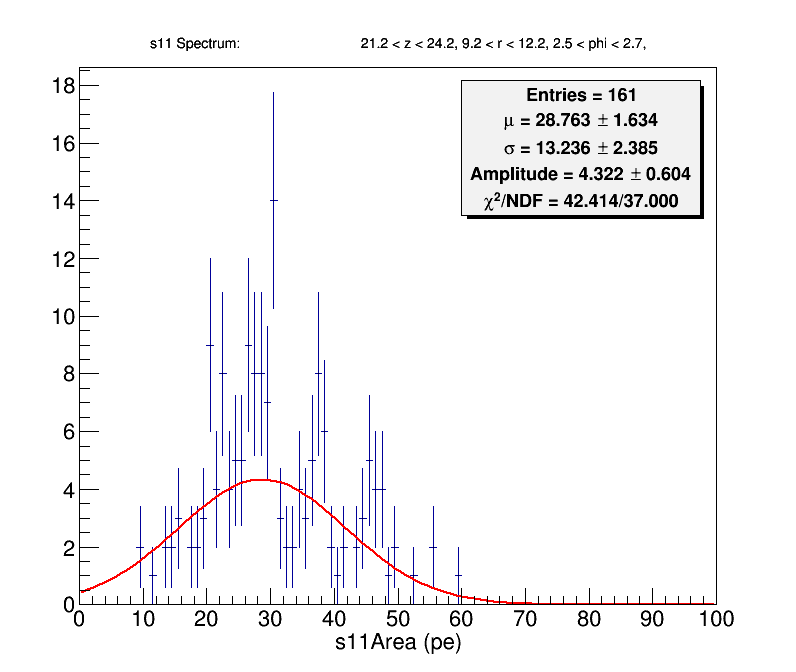 s11 Spectrum: 21.2 < z < 24.2, 9.2 < r < 12.2, 2.5 < phi < 2.7,
Entries = 161
μ = 28.763 ± 1.634
σ = 13.236 ± 2.385
Amplitude = 4.322 ± 0.604
χ²/NDF = 42.414/37.000
18
16
14
12
10
8
6
4
2
0
0 10 20 30 40 50 60 70 80 90 100
s11Area (pe)